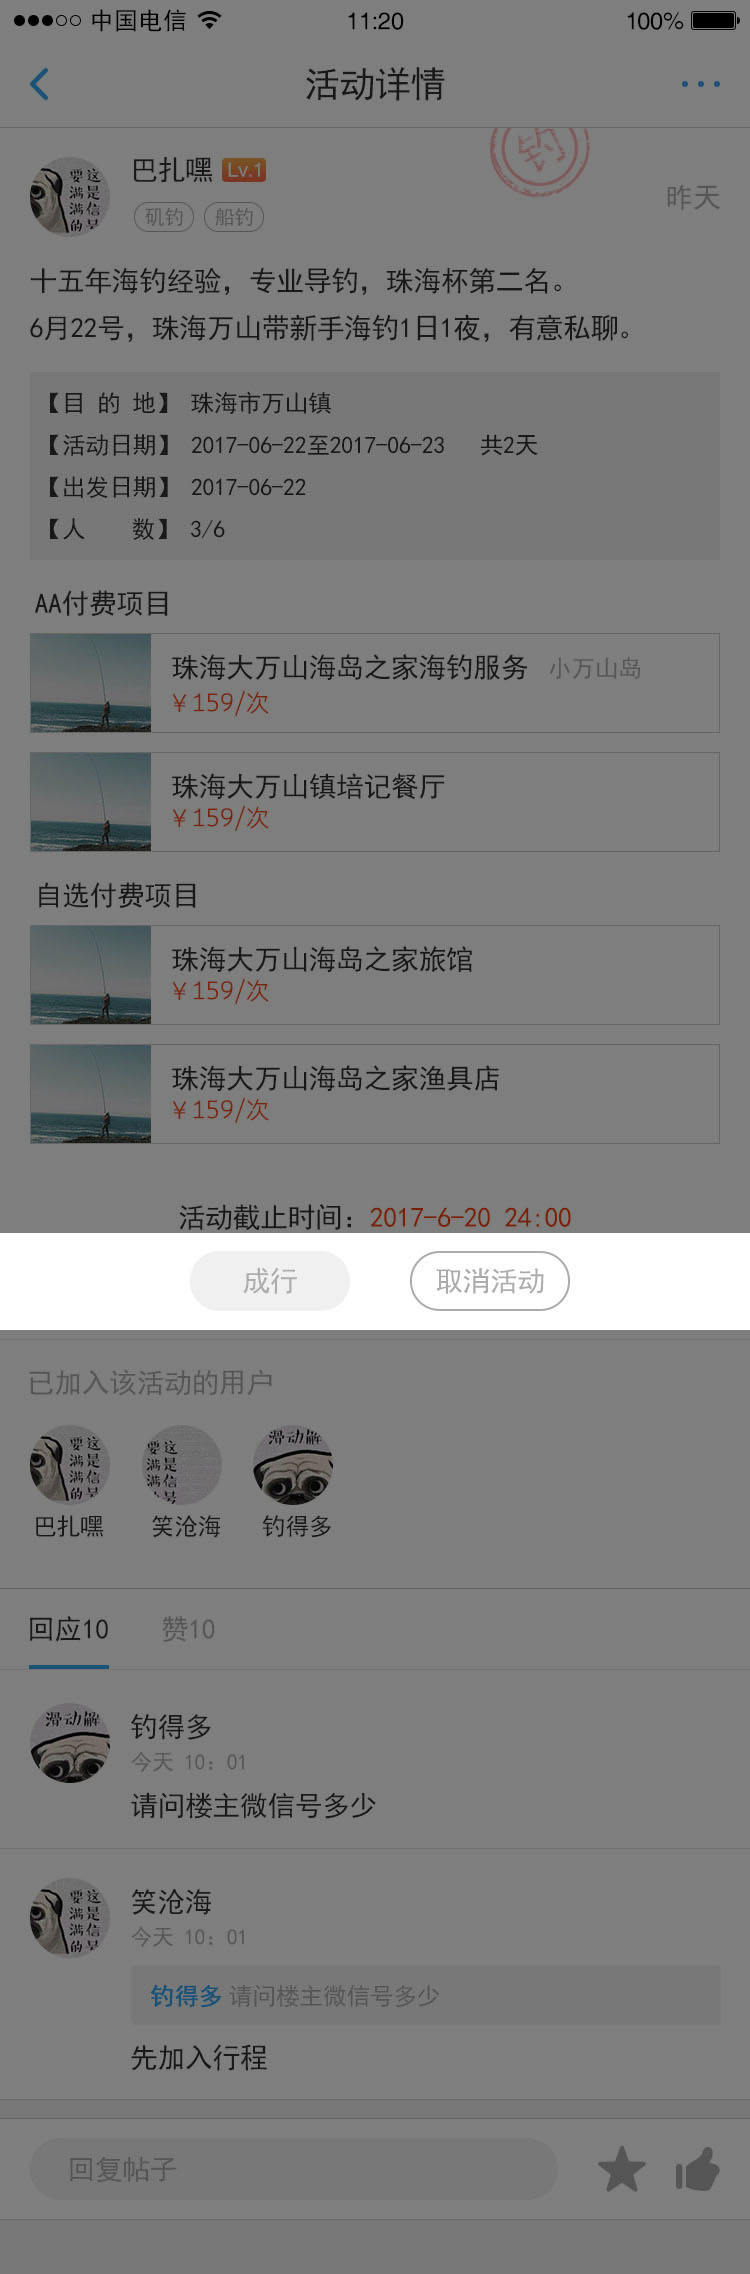 中国电信 11:20 100%
活动详情
钓
巴扎嘿 Lv.1
矶钓 船钓
昨天
十五年海钓经验，专业导钓，珠海杯第二名。
6月22号，珠海万山带新手海钓1日1夜，有意私聊。
【目 的 地】 珠海市万山镇
【活动日期】 2017-06-22至2017-06-23 共2天
【出发日期】 2017-06-22
【人 数】 3/6
AA付费项目
珠海大万山海岛之家海钓服务 小万山岛
￥159/次
珠海大万山镇培记餐厅
￥159/次
自选付费项目
珠海大万山海岛之家旅馆
￥159/次
珠海大万山海岛之家渔具店
￥159/次
活动截止时间：2017-6-20 24:00
成行 取消活动
已加入该活动的用户
巴扎嘿 笑沧海 钓得多
回应10 赞10
钓得多
今天 10：01
请问楼主微信号多少
笑沧海
今天 10：01
钓得多 请问楼主微信号多少
先加入行程
回复帖子